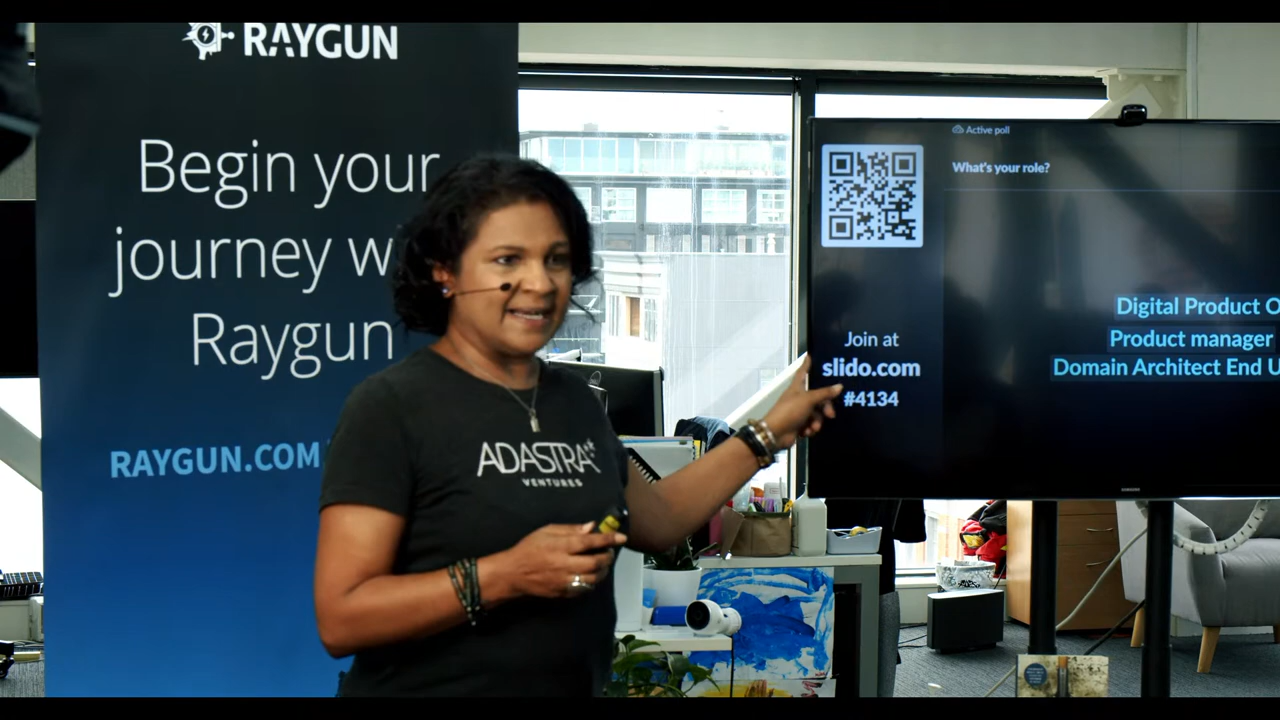 RAYGUN
Begin your
journey w
Raygun
RAYGUN.COM
ADASTRA
VENTURES
Active poll
What's your role?
Join at
slido.com
#4134
Digital Product O
Product manager
Domain Architect End U
SAMSUNG